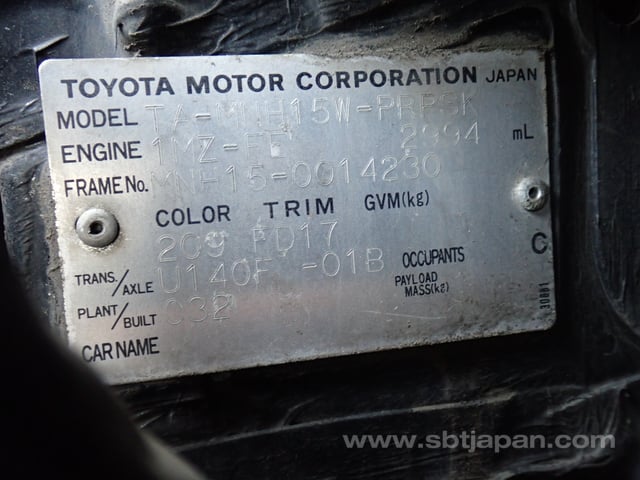 TOYOTA MOTOR CORPORATION JAPAN
MODEL TA-MNH15W-PRPSK
ENGINE 1MZ-FE 2994 mL
FRAME No. MNH15-0014230
COLOR TRIM GVM(kg)
209 FD17
TRANS./AXLE U140F -01B OCCUPANTS C
PAYLOAD MASS(kg)
PLANT/BUILT C32
CAR NAME
30881
www.sbtjapan.com